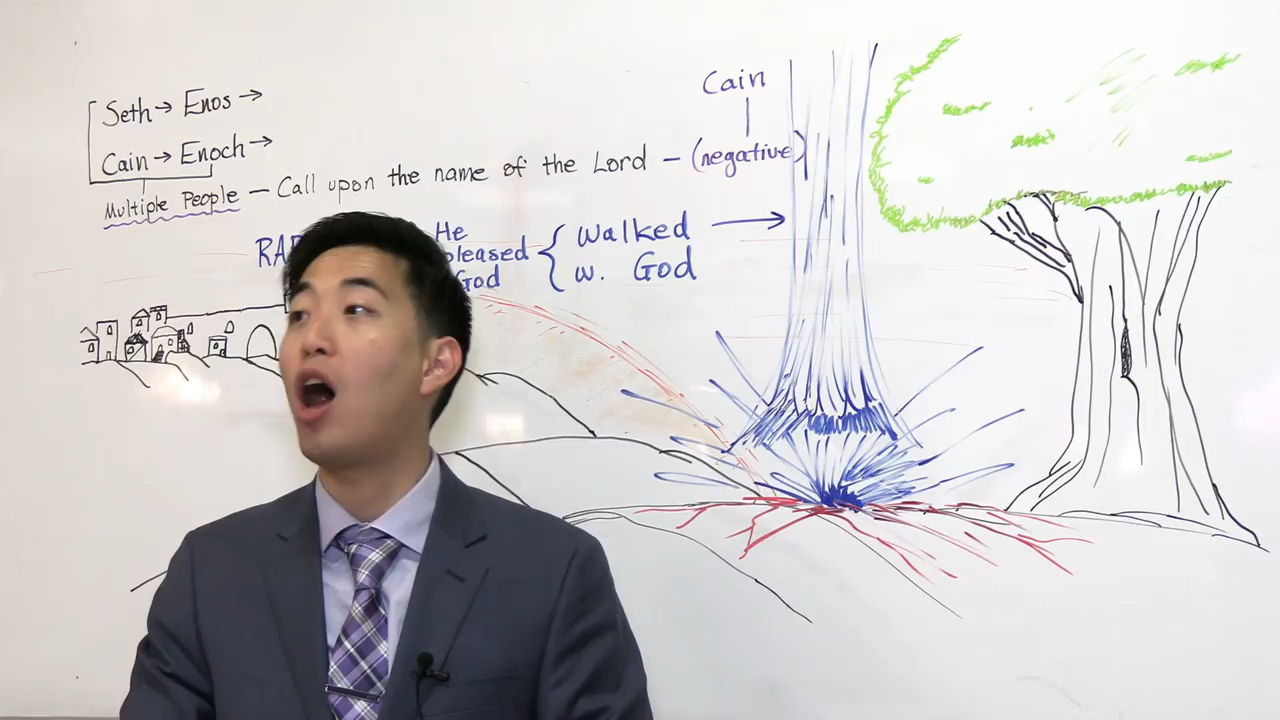 Seth → Enos →
Cain → Enoch →
Multiple People – Call upon the name of the Lord – (negative)
Cain
He
pleased
God
{ Walked
w. God →